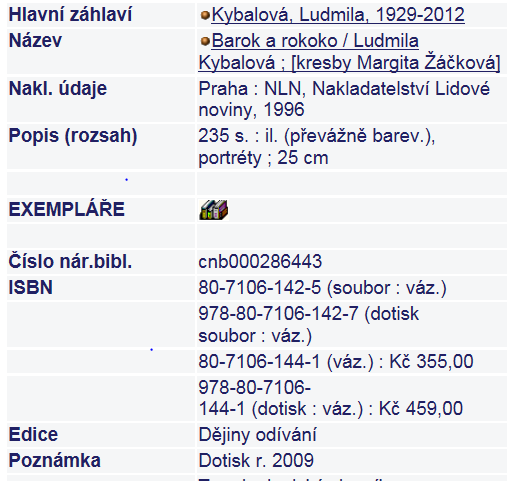 Hlavní záhlaví Kybalová, Ludmila, 1929-2012
Název Barok a rokoko / Ludmila
Kybalová ; [kresby Margita Žáčková]
Nakl. údaje Praha : NLN, Nakladatelství Lidové
noviny, 1996
Popis (rozsah) 235 s. : il. (převážně barev.),
portréty ; 25 cm
EXEMPLÁŘE
Číslo nár.bibl. cnb000286443
ISBN 80-7106-142-5 (soubor : váz.)
978-80-7106-142-7 (dotisk
soubor : váz.)
80-7106-144-1 (váz.) : Kč 355,00
978-80-7106-
144-1 (dotisk : váz.) : Kč 459,00
Edice Dějiny odívání
Poznámka Dotisk r. 2009